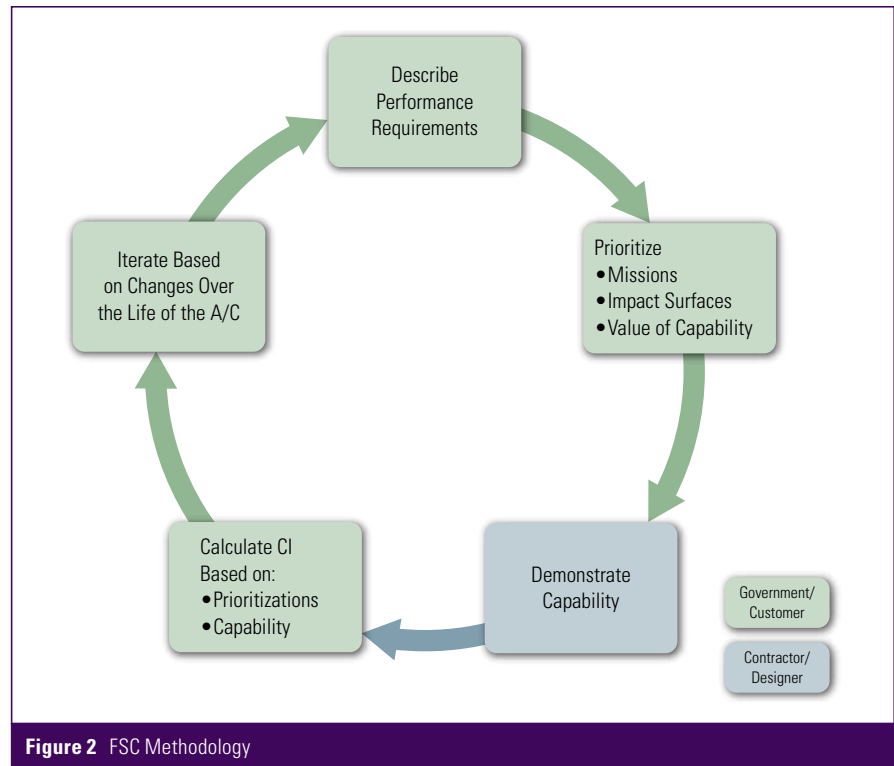 Describe
Performance
Requirements
Prioritize
•Missions
•Impact Surfaces
•Value of Capability
Demonstrate
Capability
Calculate CI
Based on:
•Prioritizations
•Capability
Iterate Based
on Changes Over
the Life of the A/C
Government/
Customer
Contractor/
Designer
Figure 2 FSC Methodology